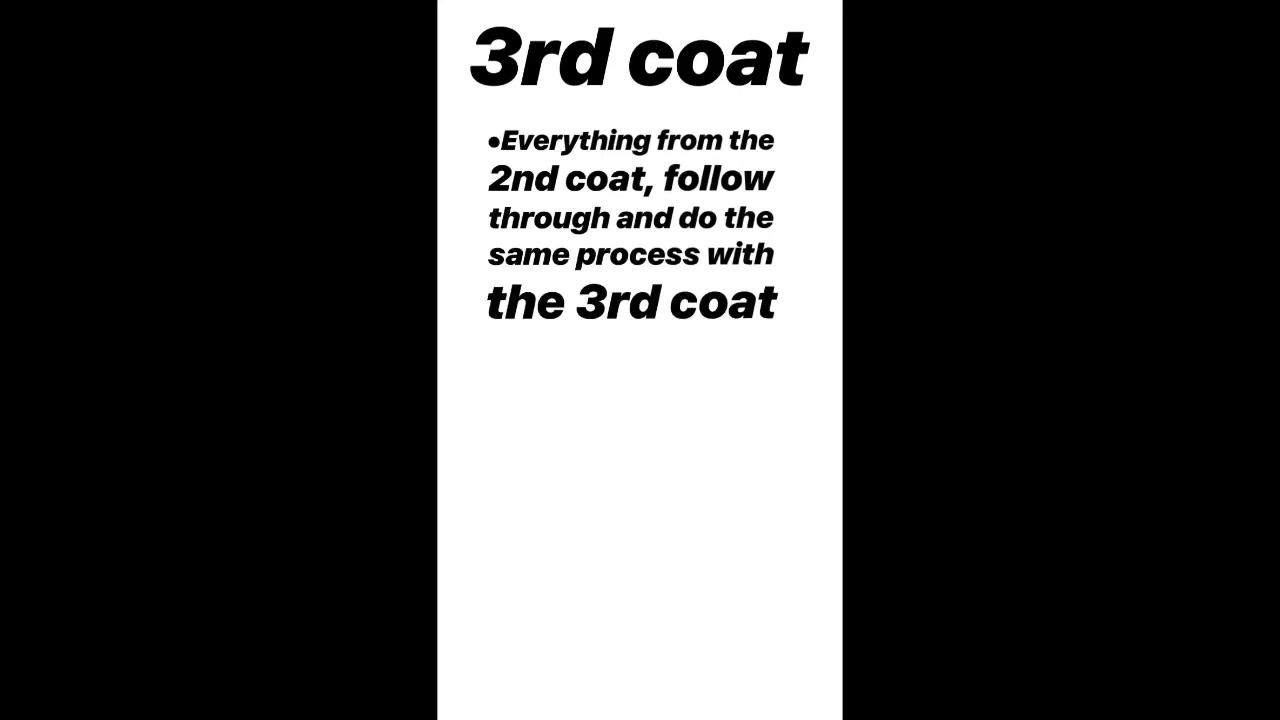 3rd coat
•Everything from the
2nd coat, follow
through and do the
same process with
the 3rd coat